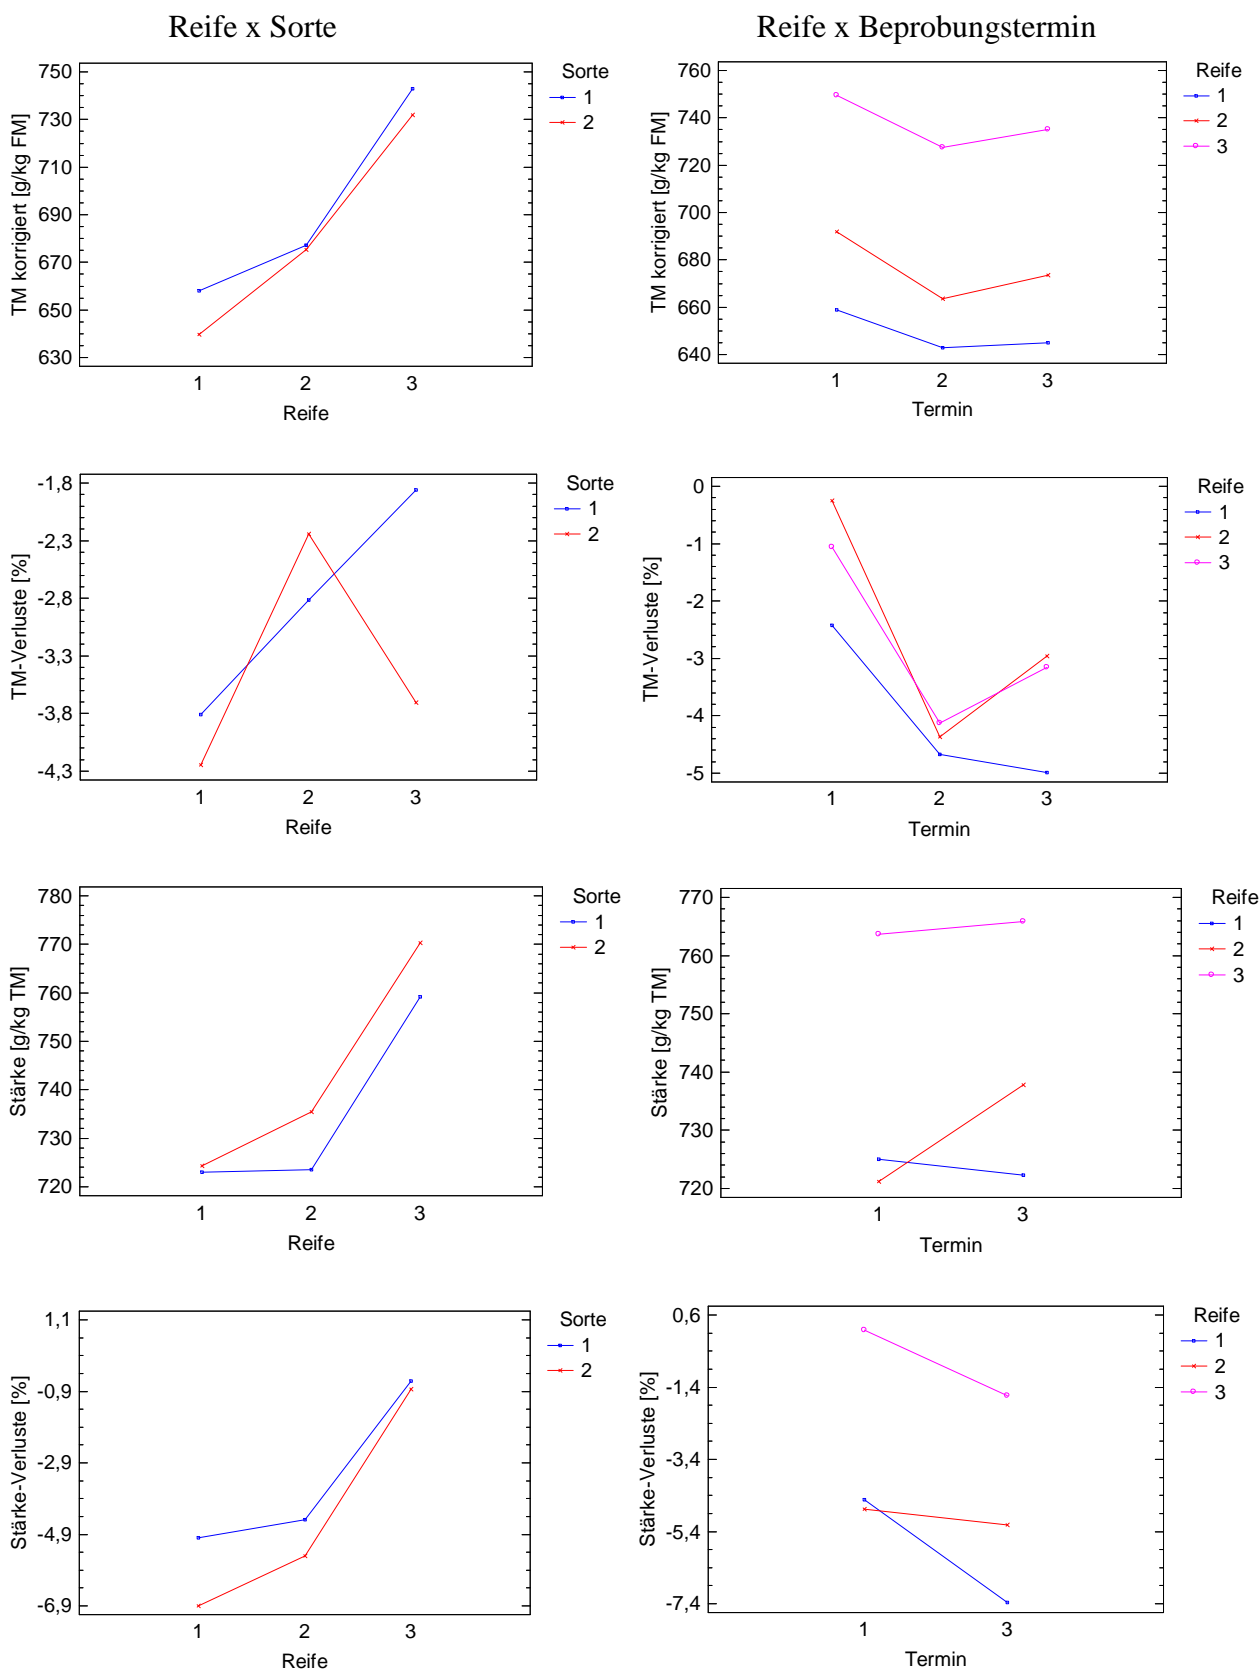 Reife x Sorte
Reife x Beprobungstermin
TM korrigiert [g/kg FM]
750
730
710
690
670
650
630
1 2 3
Reife
Sorte
1
2
TM korrigiert [g/kg FM]
760
740
720
700
680
660
640
1 2 3
Termin
Reife
1
2
3
TM-Verluste [%]
-1,8
-2,3
-2,8
-3,3
-3,8
-4,3
1 2 3
Reife
Sorte
1
2
TM-Verluste [%]
0
-1
-2
-3
-4
-5
1 2 3
Termin
Reife
1
2
3
Stärke [g/kg TM]
780
770
760
750
740
730
720
1 2 3
Reife
Sorte
1
2
Stärke [g/kg TM]
770
760
750
740
730
720
1 3
Termin
Reife
1
2
3
Stärke-Verluste [%]
1,1
-0,9
-2,9
-4,9
-6,9
1 2 3
Reife
Sorte
1
2
Stärke-Verluste [%]
0,6
-1,4
-3,4
-5,4
-7,4
1 3
Termin
Reife
1
2
3